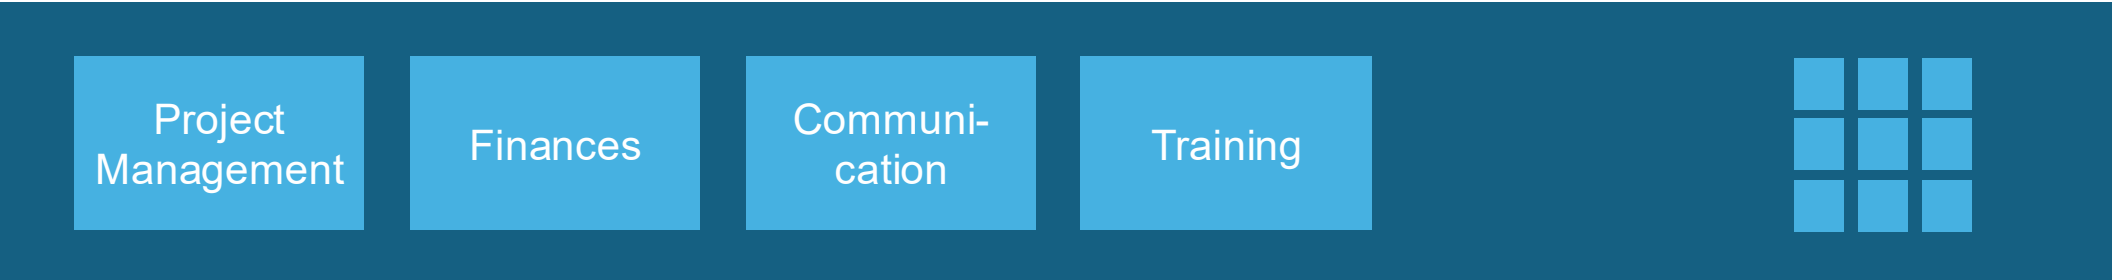 Project
Management
Finances
Communi-
cation
Training